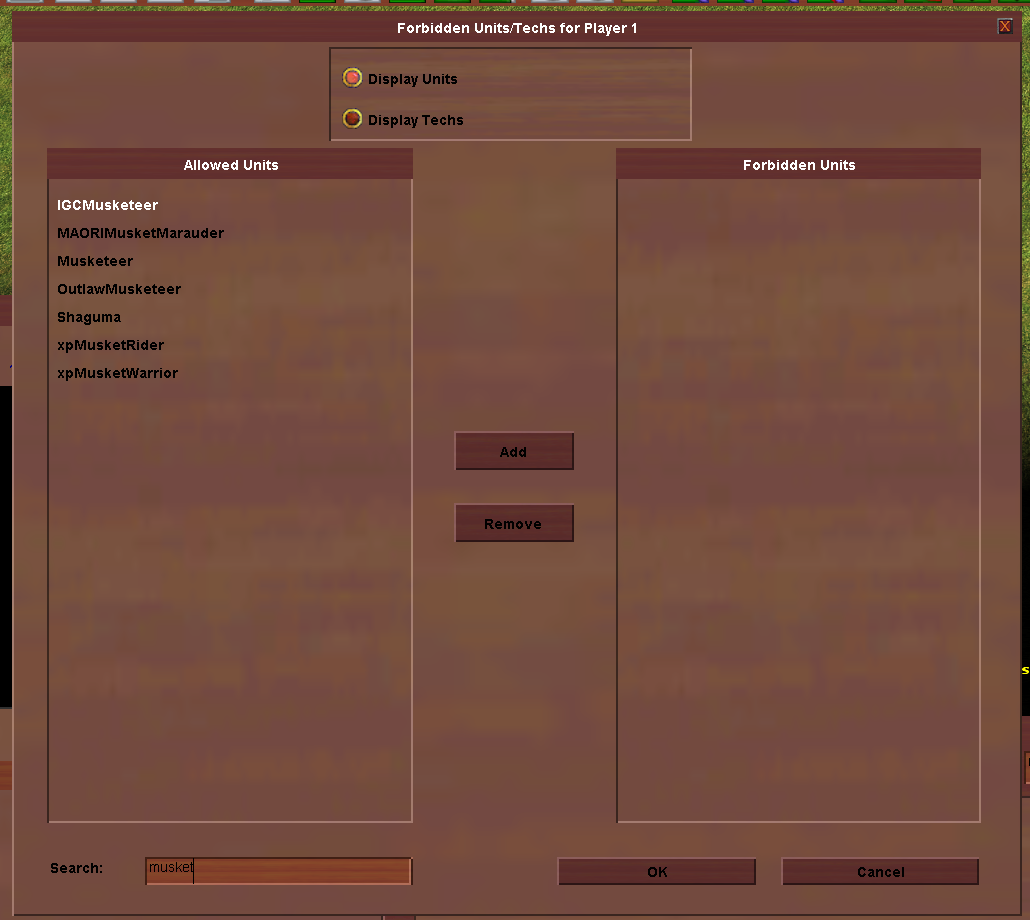 Forbidden Units/Techs for Player 1
Display Units
Display Techs
Allowed Units
IGCMusketeer
MAORIMusketMarauder
Musketeer
OutlawMusketeer
Shaguma
xpMusketRider
xpMusketWarrior
Add
Remove
Forbidden Units
Search:
musket
OK
Cancel
s